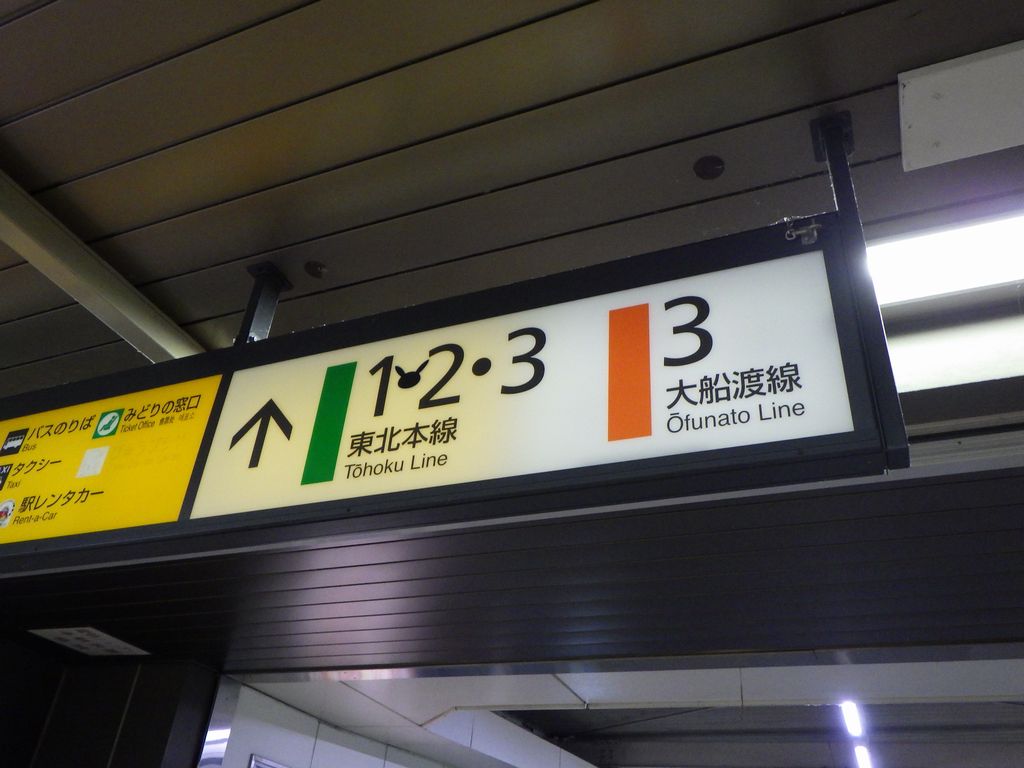 バスのりば
Bus
みどりの窓口
Ticket Office
タクシー
Taxi
駅レンタカー
Rent-a-Car
1・2・3
東北本線
Tōhoku Line
3
大船渡線
Ōfunato Line